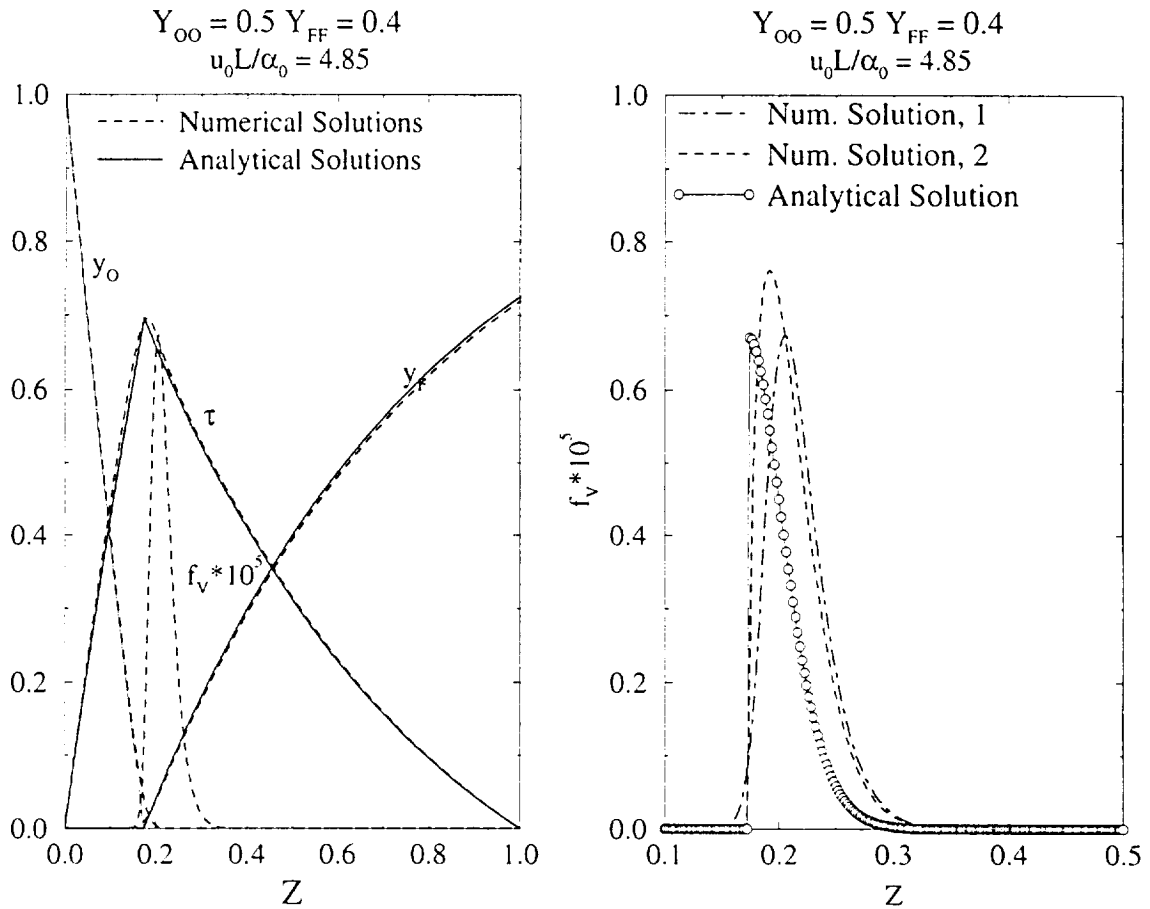 Y_OO = 0.5 Y_FF = 0.4
u_0L/α_0 = 4.85
1.0
0.8
0.6
0.4
0.2
0.0
Numerical Solutions
Analytical Solutions
y_O
τ
y_F
f_V*10^5
0.0 0.2 0.4 0.6 0.8 1.0
Z
Y_OO = 0.5 Y_FF = 0.4
u_0L/α_0 = 4.85
f_V*10^5
1.0
0.8
0.6
0.4
0.2
0.0
Num. Solution, 1
Num. Solution, 2
Analytical Solution
0.1 0.2 0.3 0.4 0.5
Z